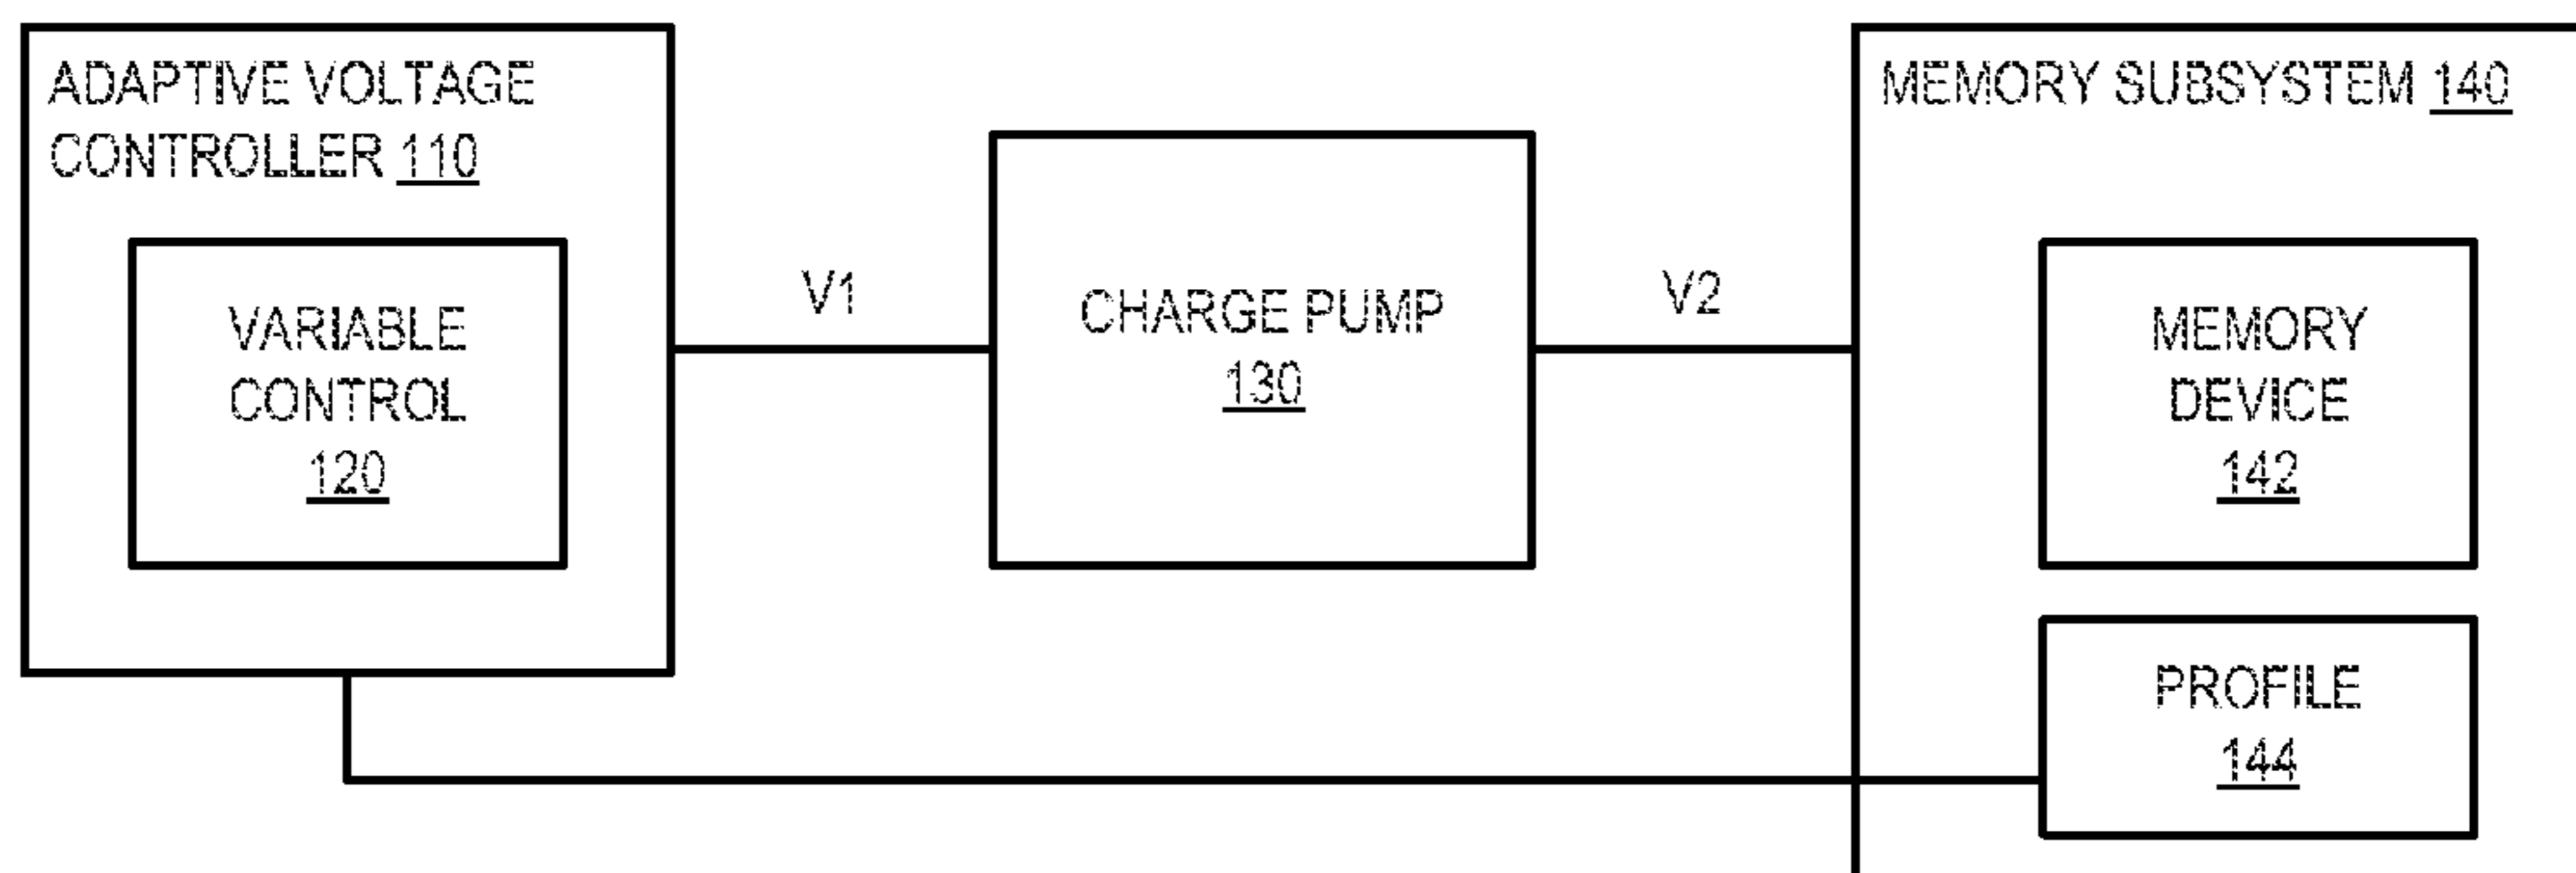 ADAPTIVE VOLTAGE
CONTROLLER 110
VARIABLE
CONTROL
120
V1
CHARGE PUMP
130
V2
MEMORY SUBSYSTEM 140
MEMORY
DEVICE
142
PROFILE
144